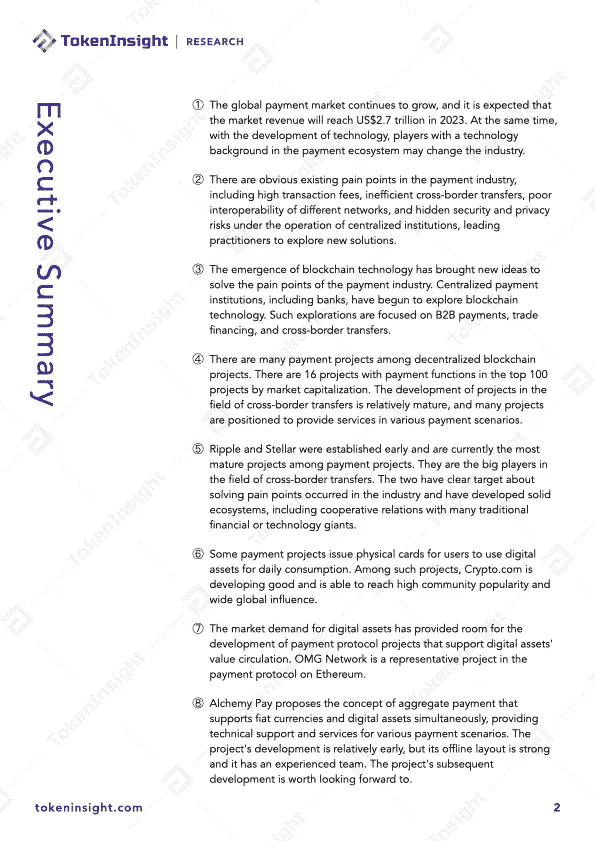 TokenInsight | RESEARCH
Executive Summary
① The global payment market continues to grow, and it is expected that
the market revenue will reach US$2.7 trillion in 2023. At the same time,
with the development of technology, players with a technology
background in the payment ecosystem may change the industry.
② There are obvious existing pain points in the payment industry,
including high transaction fees, inefficient cross-border transfers, poor
interoperability of different networks, and hidden security and privacy
risks under the operation of centralized institutions, leading
practitioners to explore new solutions.
③ The emergence of blockchain technology has brought new ideas to
solve the pain points of the payment industry. Centralized payment
institutions, including banks, have begun to explore blockchain
technology. Such explorations are focused on B2B payments, trade
financing, and cross-border transfers.
④ There are many payment projects among decentralized blockchain
projects. There are 16 projects with payment functions in the top 100
projects by market capitalization. The development of projects in the
field of cross-border transfers is relatively mature, and many projects
are positioned to provide services in various payment scenarios.
⑤ Ripple and Stellar were established early and are currently the most
mature projects among payment projects. They are the big players in
the field of cross-border transfers. The two have clear target about
solving pain points occurred in the industry and have developed solid
ecosystems, including cooperative relations with many traditional
financial or technology giants.
⑥ Some payment projects issue physical cards for users to use digital
assets for daily consumption. Among such projects, Crypto.com is
developing good and is able to reach high community popularity and
wide global influence.
⑦ The market demand for digital assets has provided room for the
development of payment protocol projects that support digital assets'
value circulation. OMG Network is a representative project in the
payment protocol on Ethereum.
⑧ Alchemy Pay proposes the concept of aggregate payment that
supports fiat currencies and digital assets simultaneously, providing
technical support and services for various payment scenarios. The
project's development is relatively early, but its offline layout is strong
and it has an experienced team. The project's subsequent
development is worth looking forward to.
tokeninsight.com
2